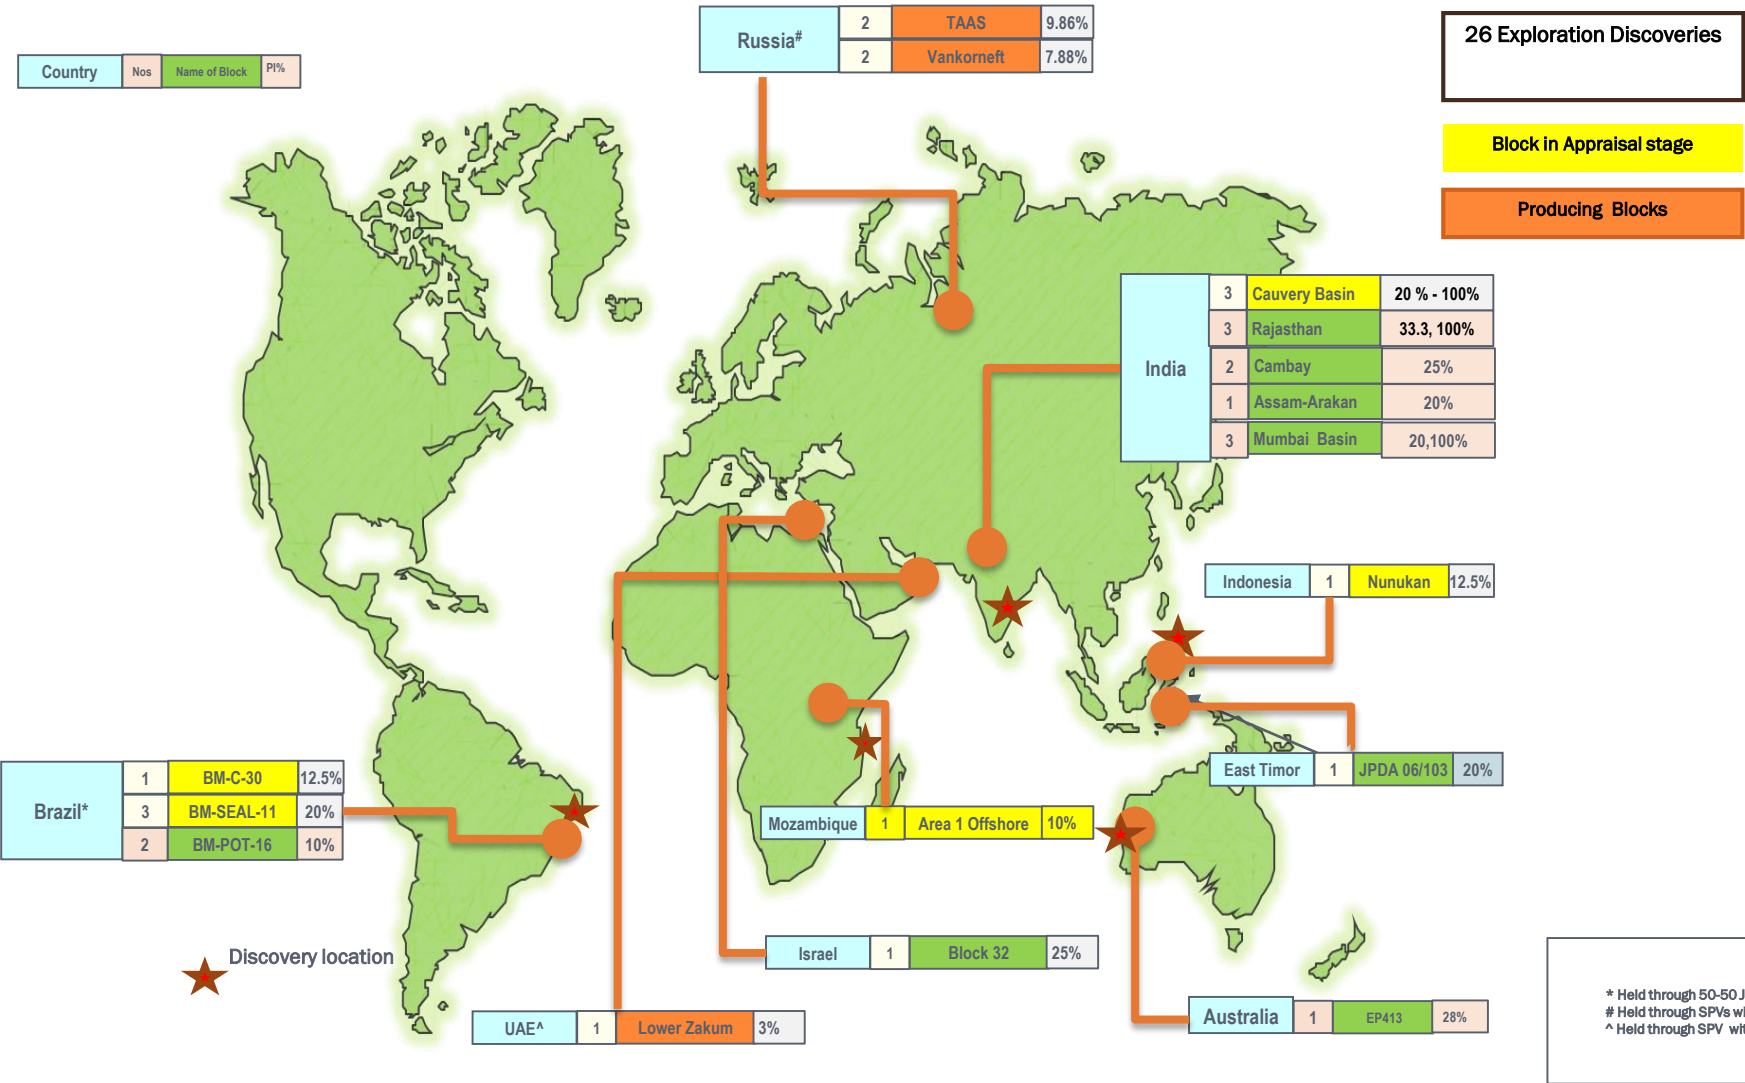 Russia#
2 TAAS 9.86%
2 Vankorneft 7.88%
26 Exploration Discoveries
Country Nos Name of Block PI%
Block in Appraisal stage
Producing Blocks
India
3 Cauvery Basin 20 % - 100%
3 Rajasthan 33.3, 100%
2 Cambay 25%
1 Assam-Arakan 20%
3 Mumbai Basin 20,100%
Indonesia 1 Nunukan 12.5%
East Timor 1 JPDA 06/103 20%
Brazil*
1 BM-C-30 12.5%
3 BM-SEAL-11 20%
2 BM-POT-16 10%
Mozambique 1 Area 1 Offshore 10%
Discovery location
Israel 1 Block 32 25%
Australia 1 EP413 28%
UAE^ 1 Lower Zakum 3%
* Held through 50-50 J
# Held through SPVs wi
^ Held through SPV wit